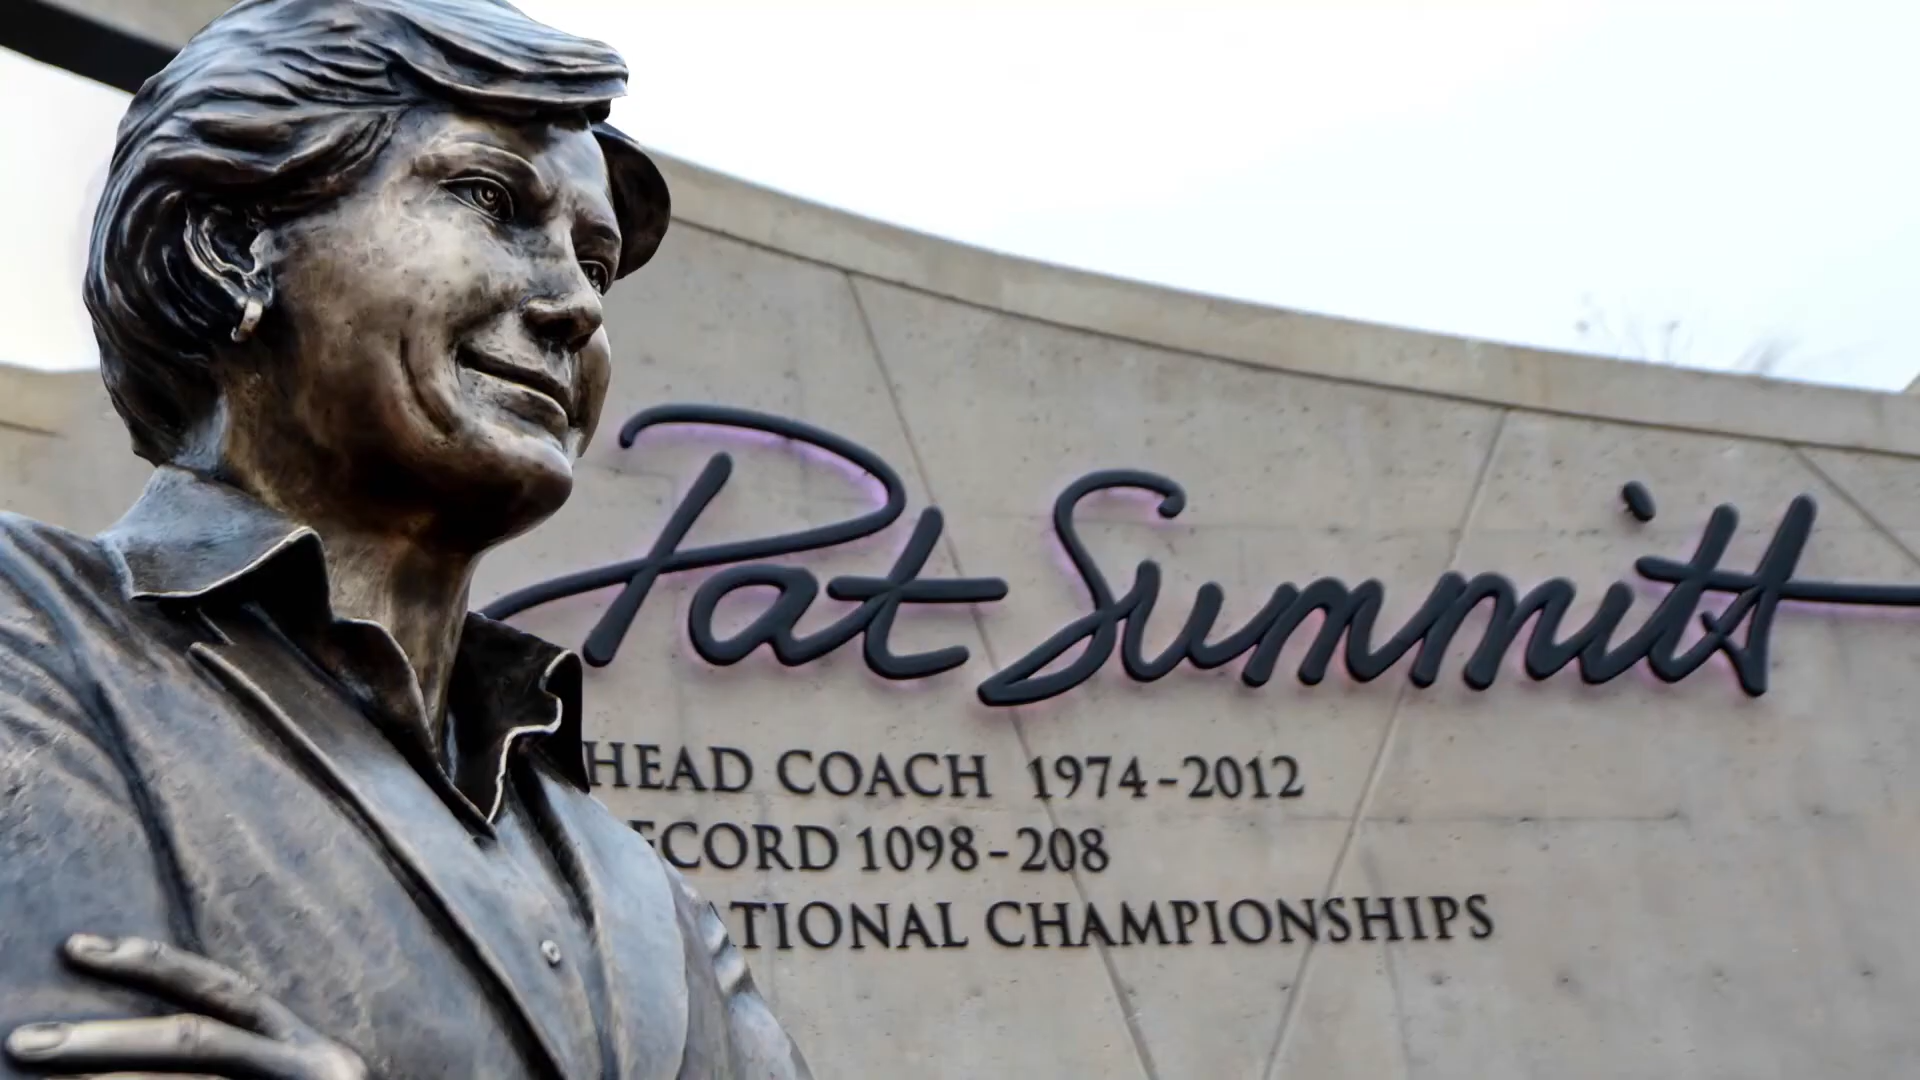 Pat Summitt
HEAD COACH 1974-2012
ECORD 1098-208
ATIONAL CHAMPIONSHIPS